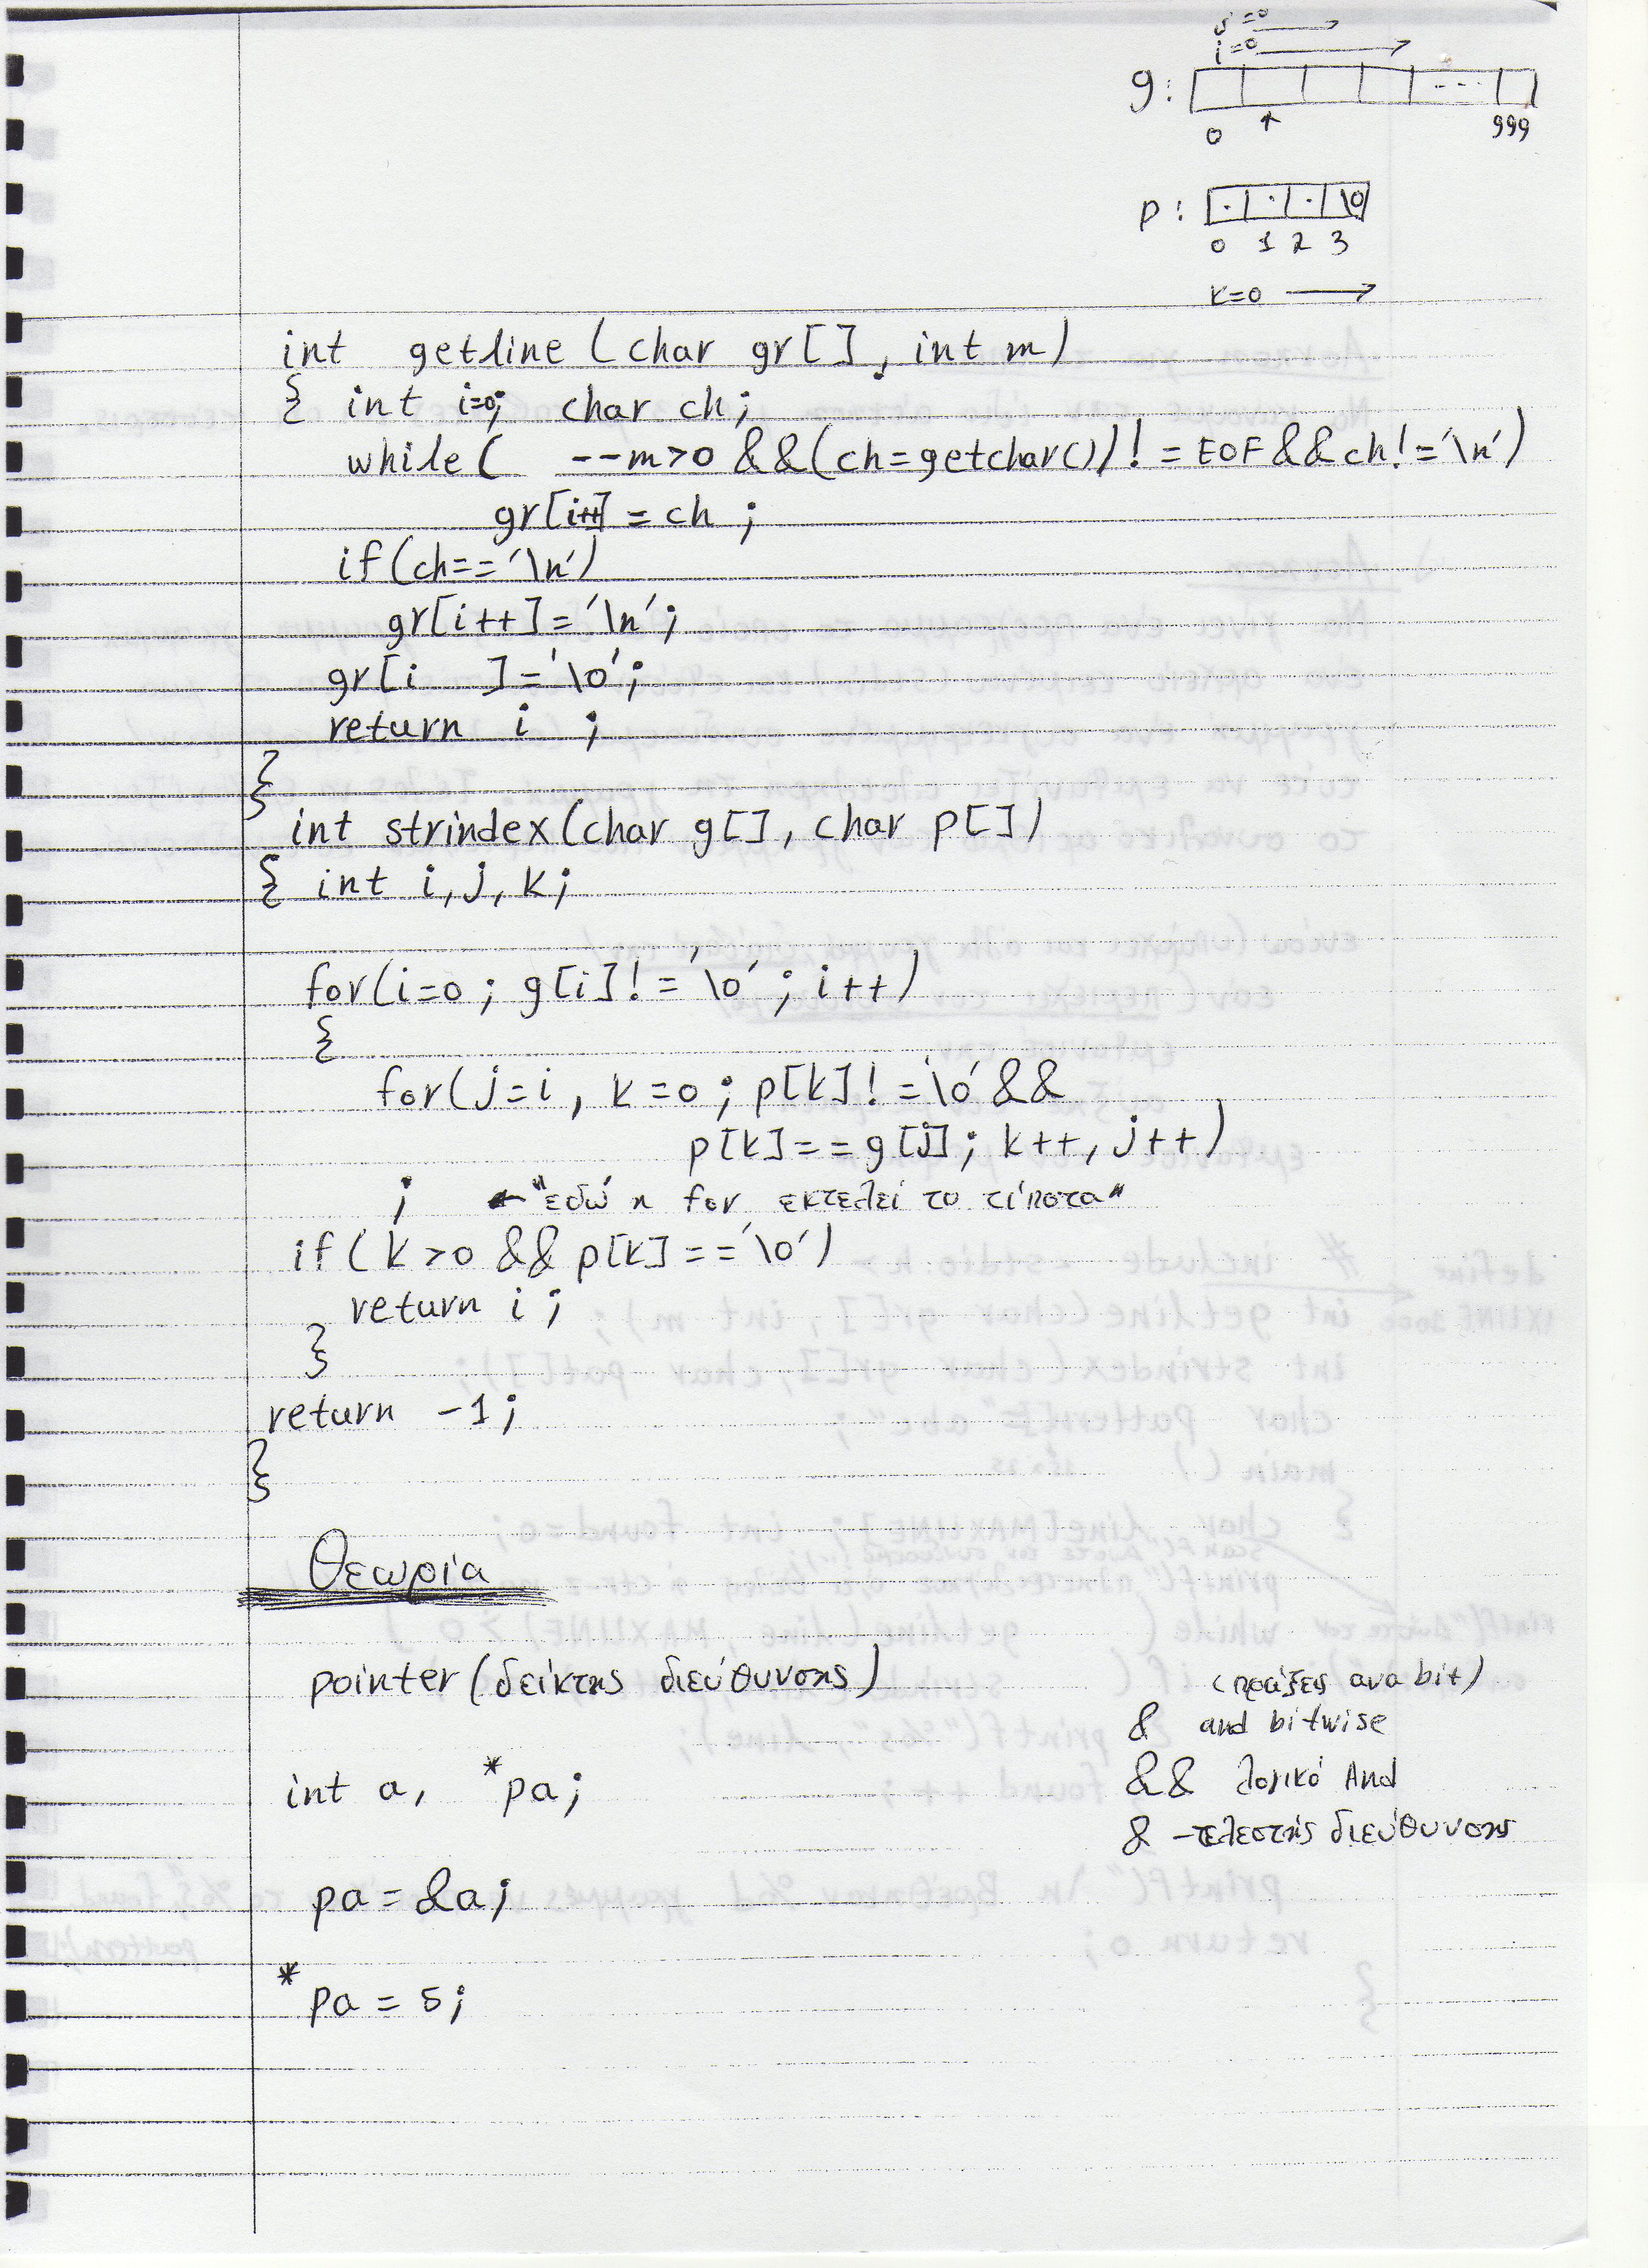 j=0
i=0
g: ---
0 999
p: . . . \0
0 1 2 3
k=0
int getline (char gr[], int m)
{ int i=0; char ch;
while( --m>0 &&(ch=getchar())!=EOF&&ch!='\n')
gr[i++]=ch;
if(ch=='\n')
gr[i++]='\n';
gr[i ]='\0';
return i ;
}
int strindex(char g[], char p[])
{ int i,j,k;
for(i=0; g[i]!='\0'; i++)
{
for(j=i, k=0; p[k]!='\0' &&
p[k]==g[j]; k++, j++)
; ← "εδώ η for εκτελεί το τίποτα"
if( k>0 && p[k]=='\0')
return i;
}
return -1;
}
Θεωρία
pointer (δείκτης διεύθυνσης)
(πράξεις ανα bit)
& and bitwise
int a, *pa;
&& λογικό And
& -τελεστής διεύθυνσης
pa=&a;
*pa=5;